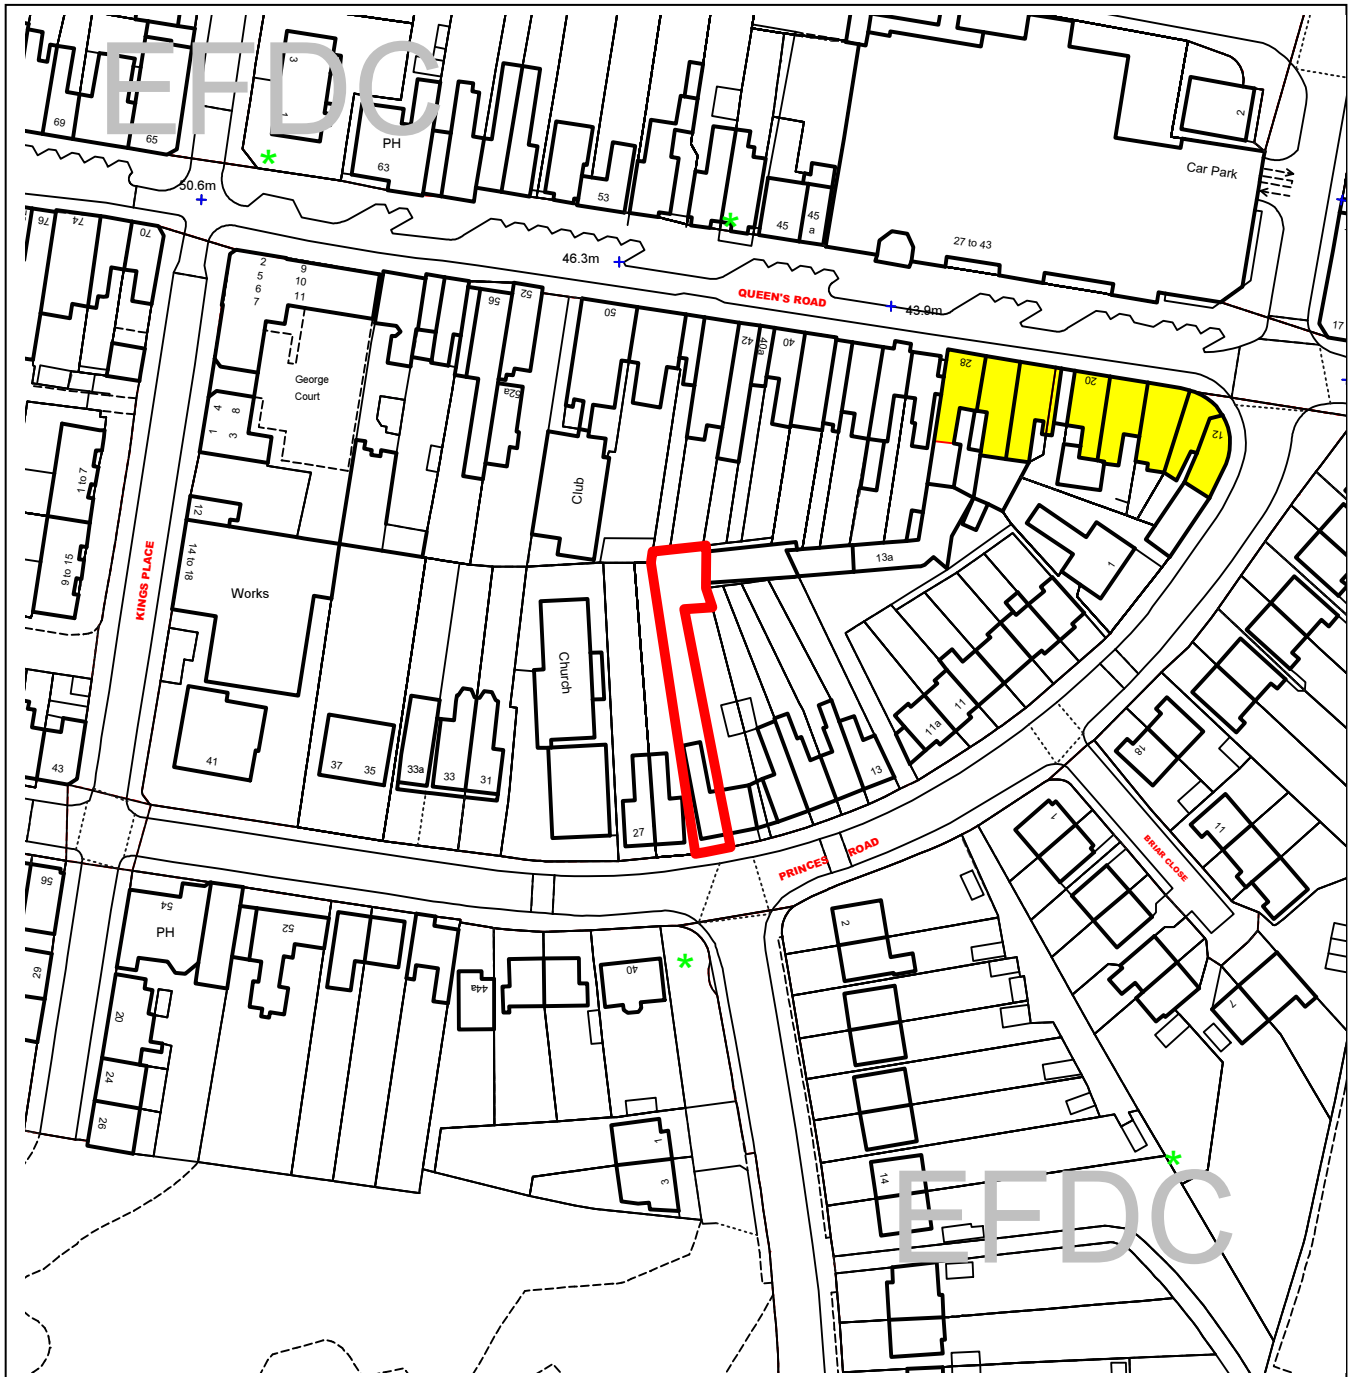 EFDC
3
1
2
69
65
PH
63
53
45
45
a
Car Park
27 to 43
50.6m
46.3m
43.9m
QUEEN'S ROAD
17
76
74
70
2
5
6
7
9
10
11
56
52
50
42
40a
40
28
20
12
George
Court
52a
4
8
1
3
Club
1 to 7
9 to 15
12
14 to 18
Works
KINGS PLACE
13a
1
Church
11
11a
13
43
41
37
35
33a
33
31
27
18
11
1
BRIAR CLOSE
PRINCES ROAD
56
54
PH
52
29
20
24
26
44a
40
2
7
1
3
14
EFDC